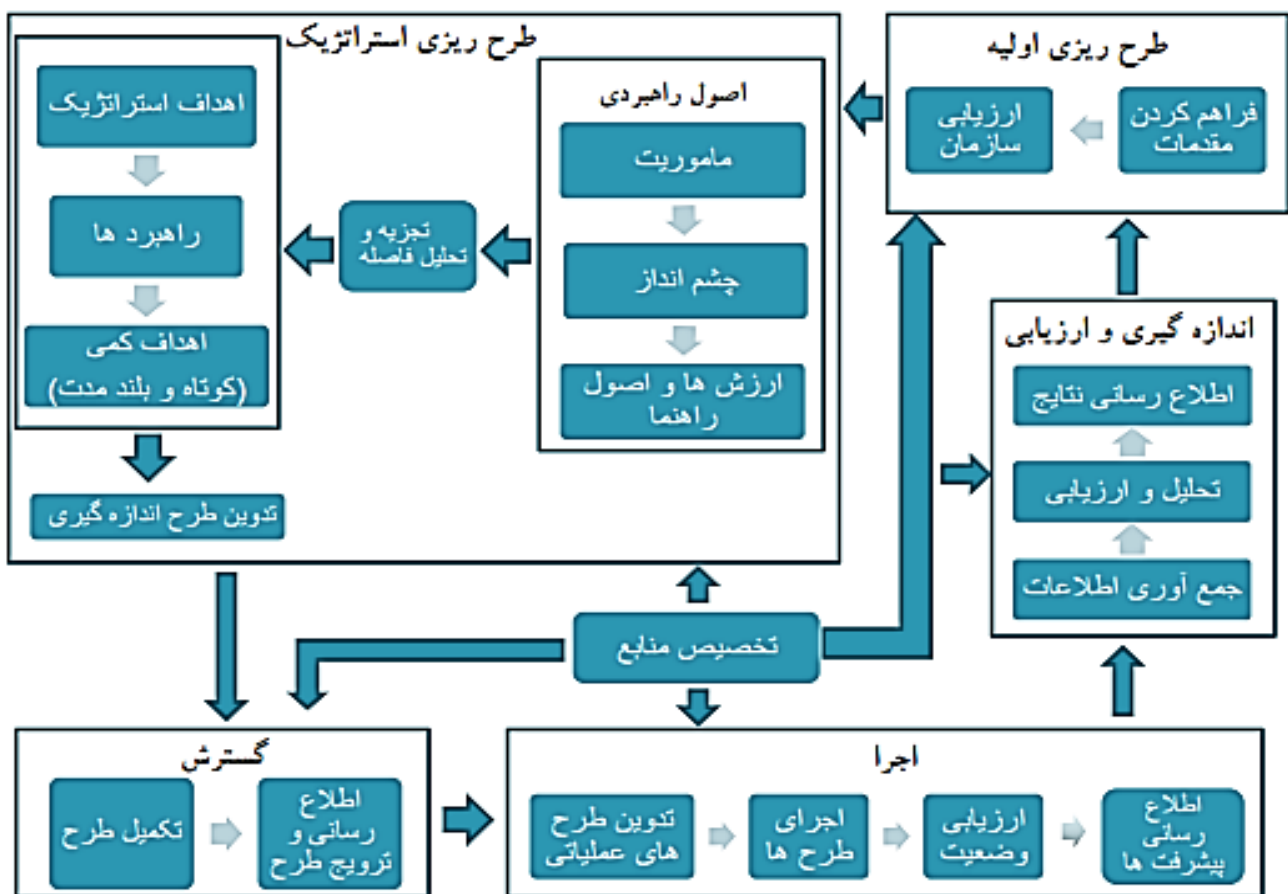 طرح ریزی اولیه
فراهم کردن
مقدمات
ارزیابی
سازمان
طرح ریزی استراتژیک
اصول راهبردی
ماموریت
چشم انداز
ارزش ها و اصول
راهنما
تجزیه و
تحلیل فاصله
اهداف استراتژیک
راهبرد ها
اهداف کمی
(کوتاه و بلند مدت)
تدوین طرح اندازه گیری
اندازه گیری و ارزیابی
اطلاع رسانی نتایج
تحلیل و ارزیابی
جمع آوری اطلاعات
تخصیص منابع
گسترش
تکمیل طرح
اطلاع
رسانی و
ترویج طرح
اجرا
تدوین طرح
های عملیاتی
اجرای
طرح ها
ارزیابی
وضعیت
اطلاع
رسانی
پیشرفت ها